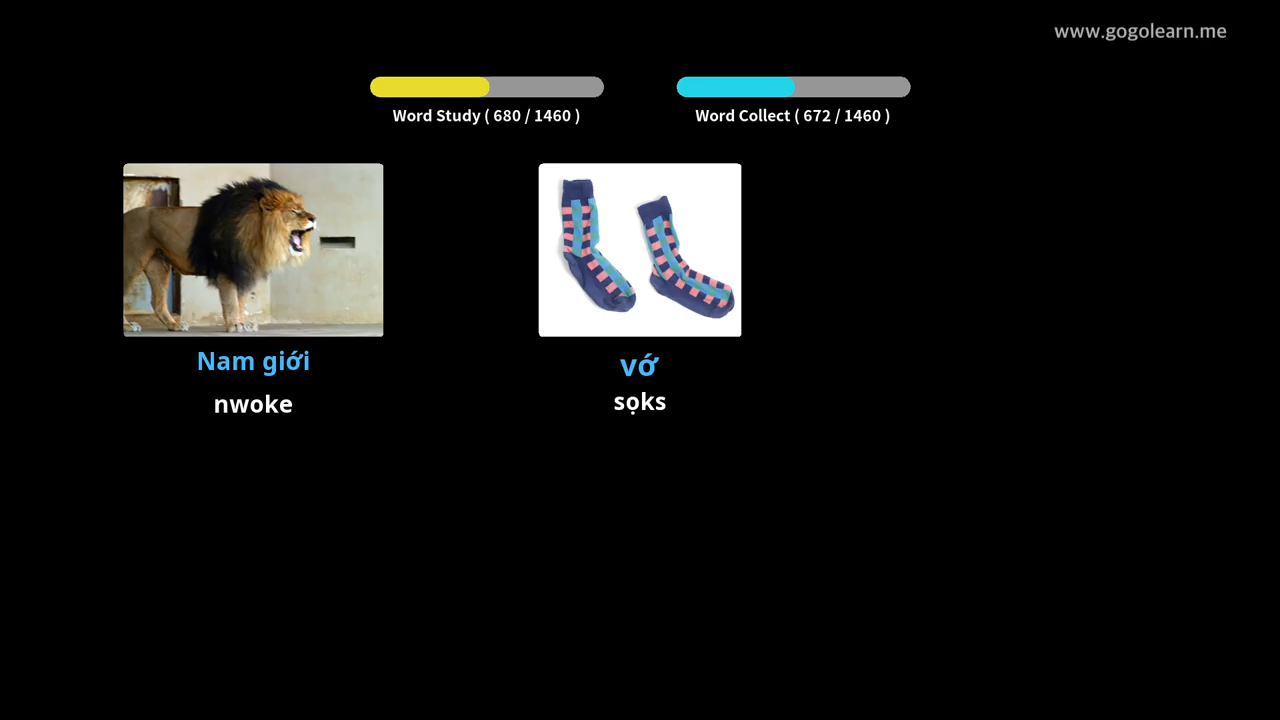 www.gogolearn.me
Word Study ( 680 / 1460 )
Word Collect ( 672 / 1460 )
Nam giới
nwoke
vớ
sọks